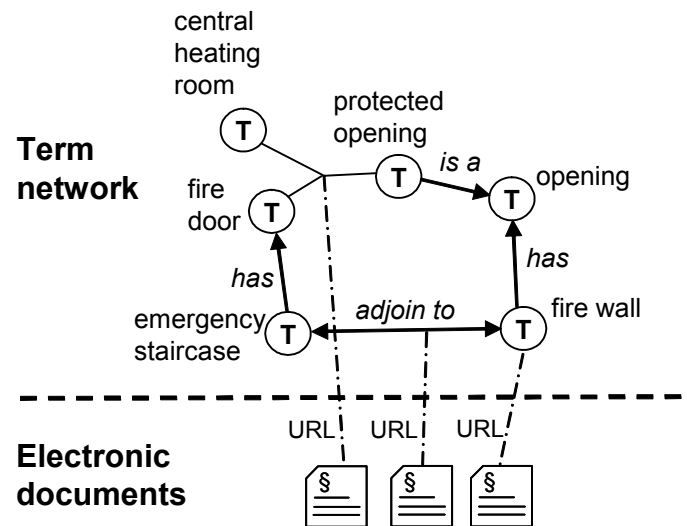 central
heating
room
T
protected
opening
is a
T
opening
T
Term
network
fire
door
T
has
has
emergency
staircase
T
adjoin to
T
fire wall
URL
URL
URL
Electronic
documents
§
§
§